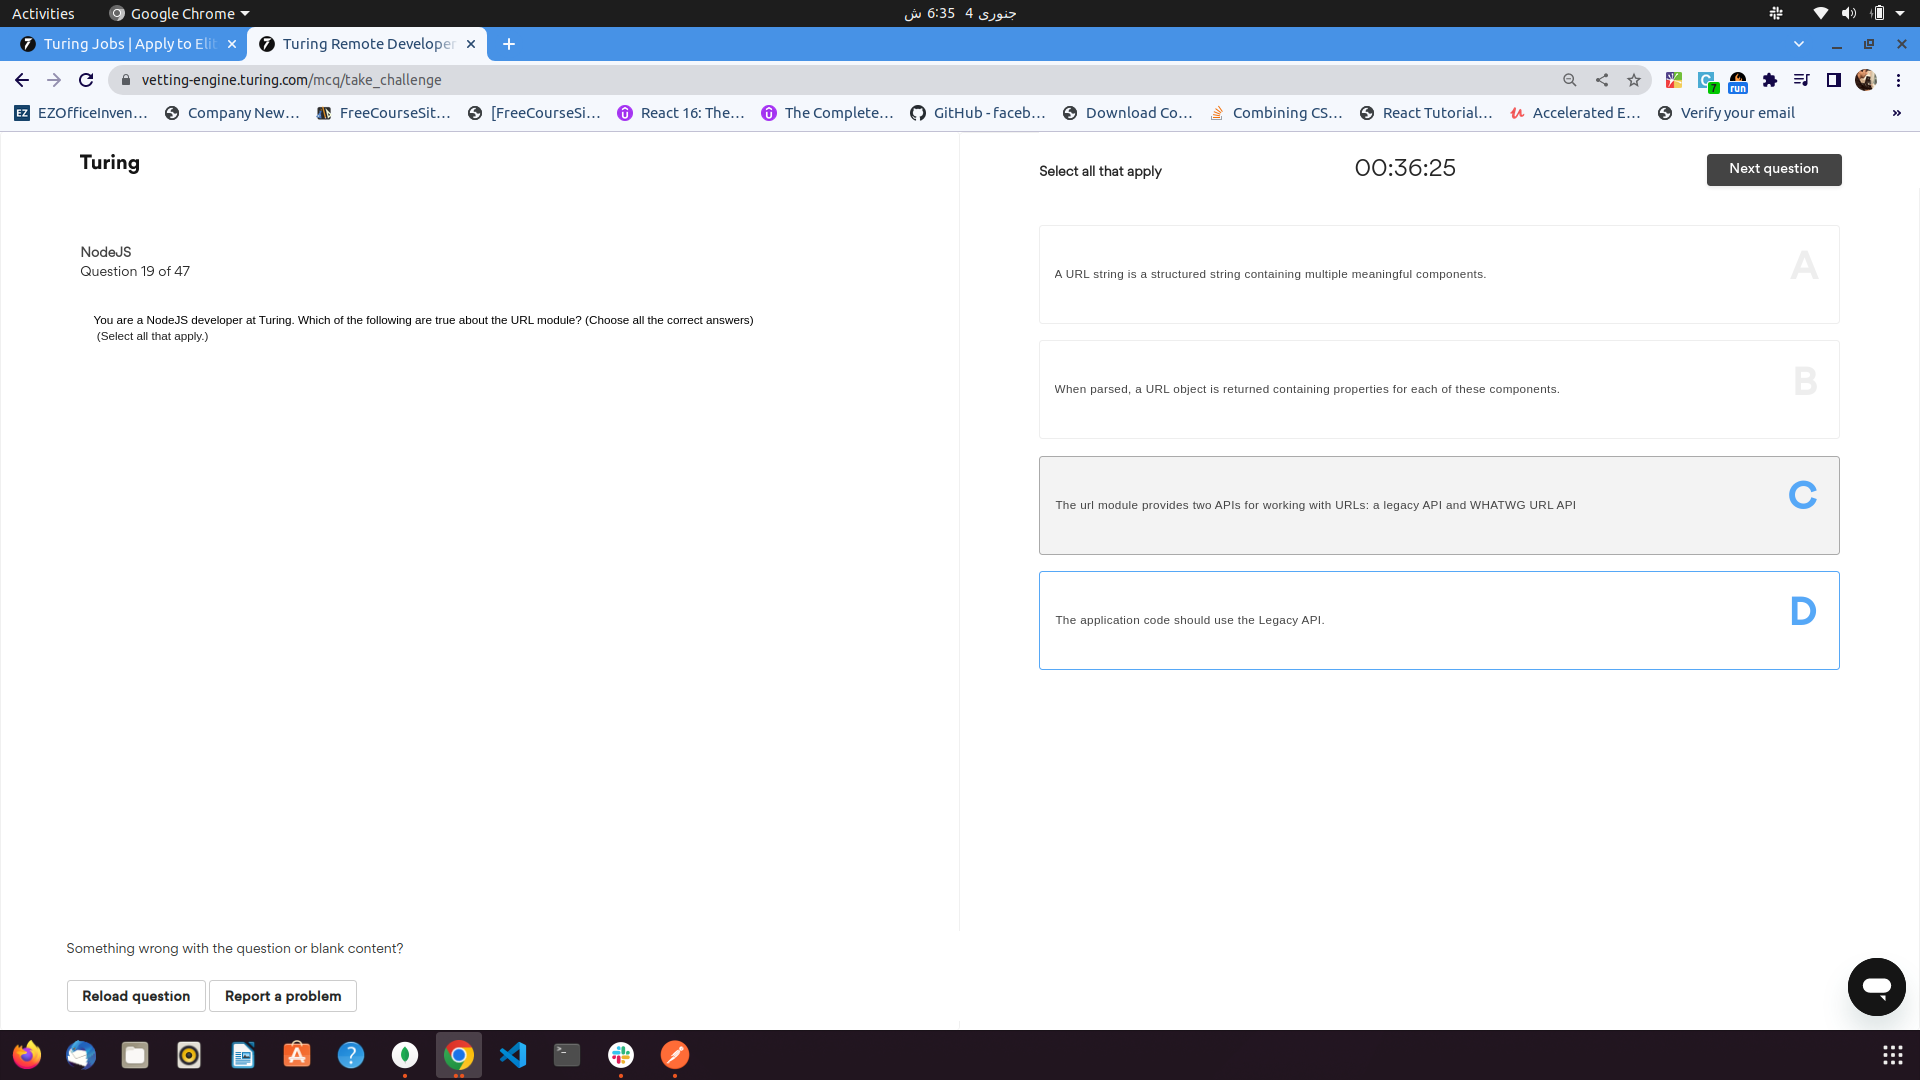 Activities
Google Chrome
جنوری 4 6:35 ش
Turing Jobs | Apply to Elit
Turing Remote Developer
vetting-engine.turing.com/mcq/take_challenge
7
run
EZ EZOfficeInven…
Company New…
FreeCourseSit…
[FreeCourseSi…
React 16: The…
The Complete…
GitHub - faceb…
Download Co…
Combining CS…
React Tutorial…
Accelerated E…
Verify your email
»
Turing
NodeJS
Question 19 of 47
You are a NodeJS developer at Turing. Which of the following are true about the URL module? (Choose all the correct answers)
(Select all that apply.)
Select all that apply
00:36:25
Next question
A URL string is a structured string containing multiple meaningful components.
A
When parsed, a URL object is returned containing properties for each of these components.
B
The url module provides two APIs for working with URLs: a legacy API and WHATWG URL API
C
The application code should use the Legacy API.
D
Something wrong with the question or blank content?
Reload question
Report a problem